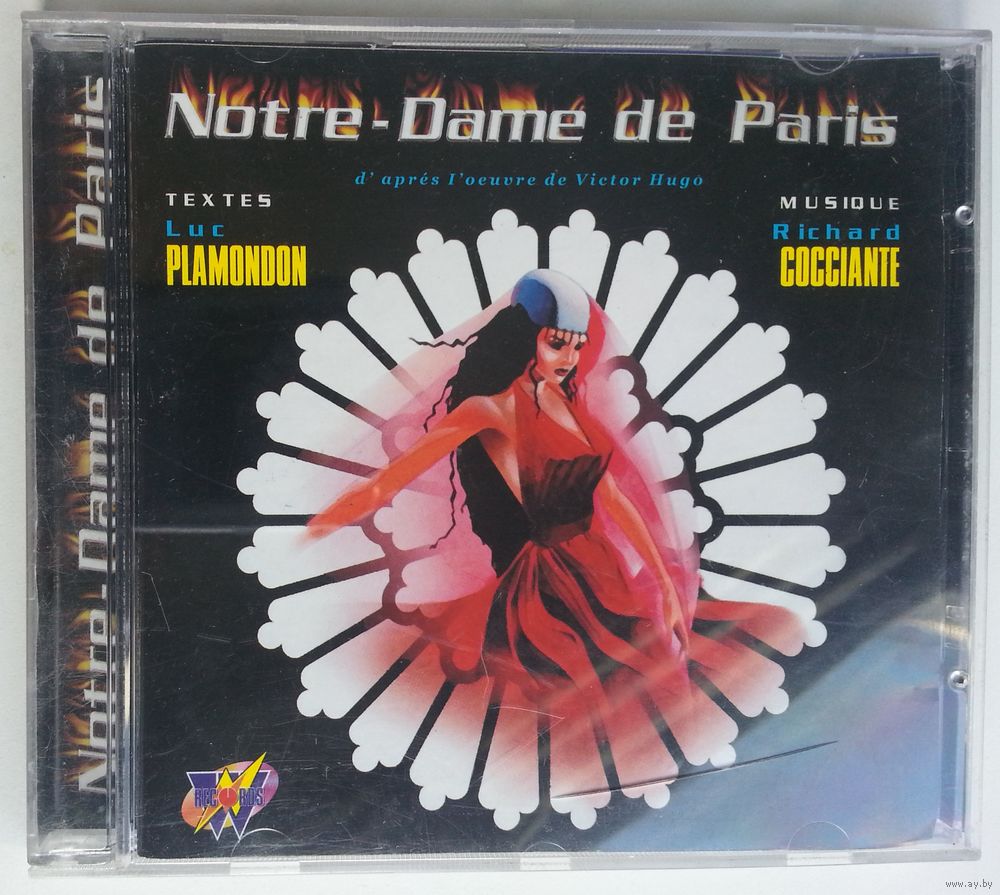 Notre-Dame de Paris
Notre-Dame de Paris
d' aprés I'oeuvre de Victor Hugo
TEXTES
Luc
PLAMONDON
MUSIQUE
Richard
COCCIANTE
W
RECORDS
www.ay.by